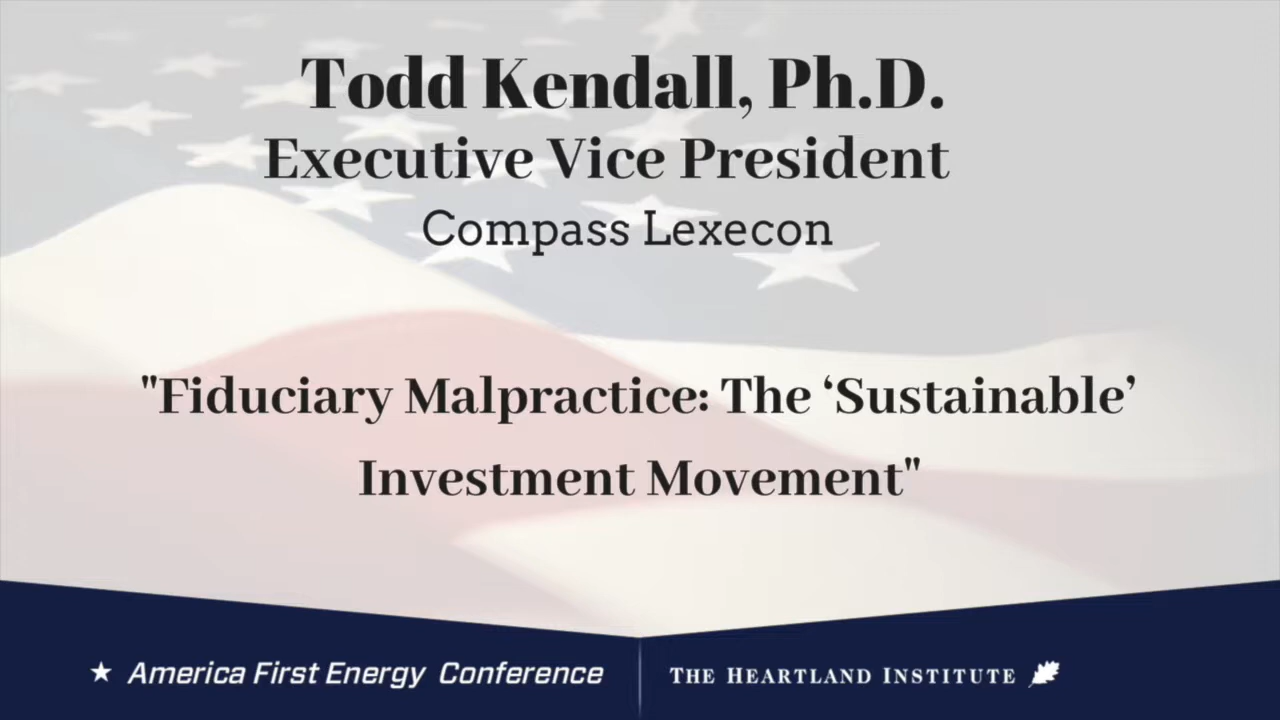 Todd Kendall, Ph.D.
Executive Vice President
Compass Lexecon
"Fiduciary Malpractice: The ‘Sustainable’
Investment Movement"
America First Energy Conference
THE HEARTLAND INSTITUTE